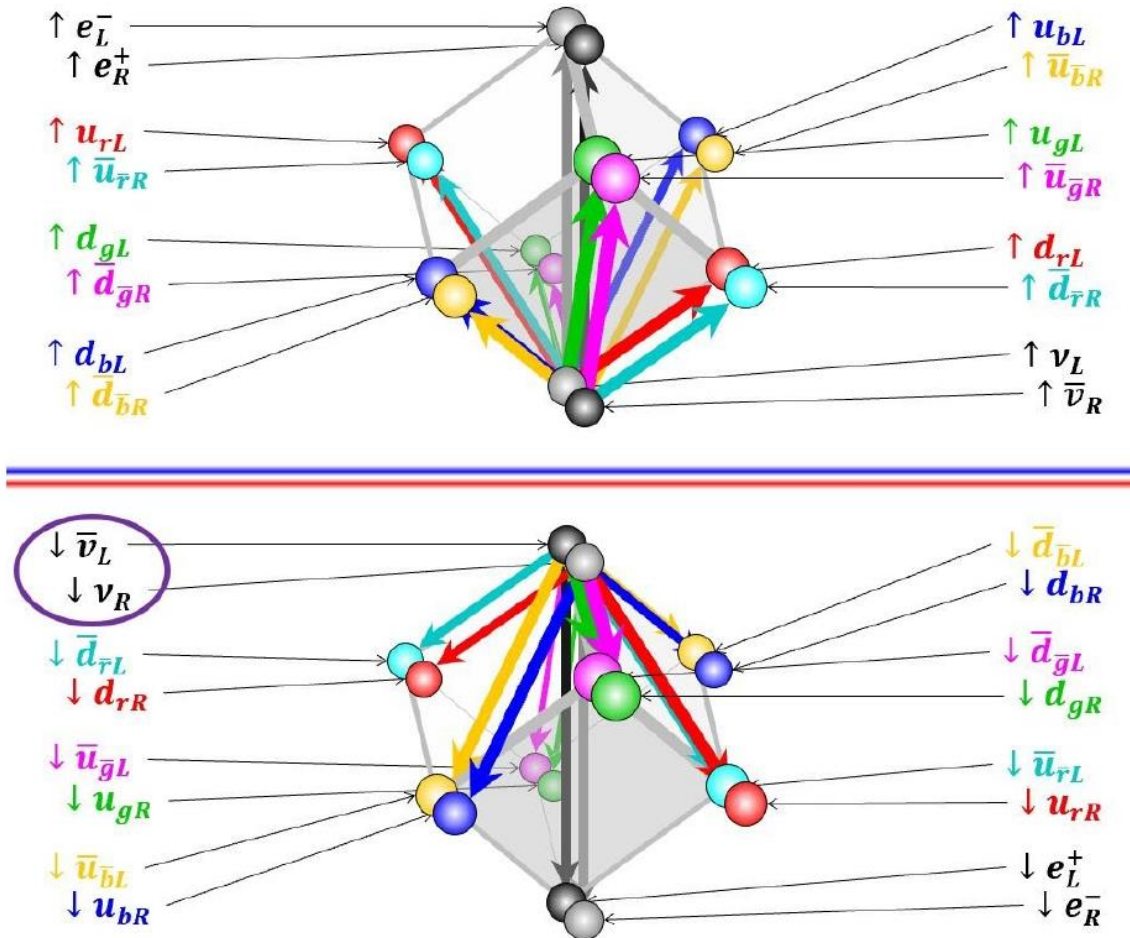 ↑ e⁻_L
↑ e⁺_R
↑ u_rL
↑ ū_r̄R
↑ d_gL
↑ d̄_ḡR
↑ d_bL
↑ d̄_b̄R
↑ u_bL
↑ ū_b̄R
↑ u_gL
↑ ū_ḡR
↑ d_rL
↑ d̄_r̄R
↑ ν_L
↑ ν̄_R
↓ ν̄_L
↓ ν_R
↓ d̄_r̄L
↓ d_rR
↓ ū_ḡL
↓ u_gR
↓ ū_b̄L
↓ u_bR
↓ d̄_b̄L
↓ d_bR
↓ d̄_ḡL
↓ d_gR
↓ ū_r̄L
↓ u_rR
↓ e⁺_L
↓ e⁻_R